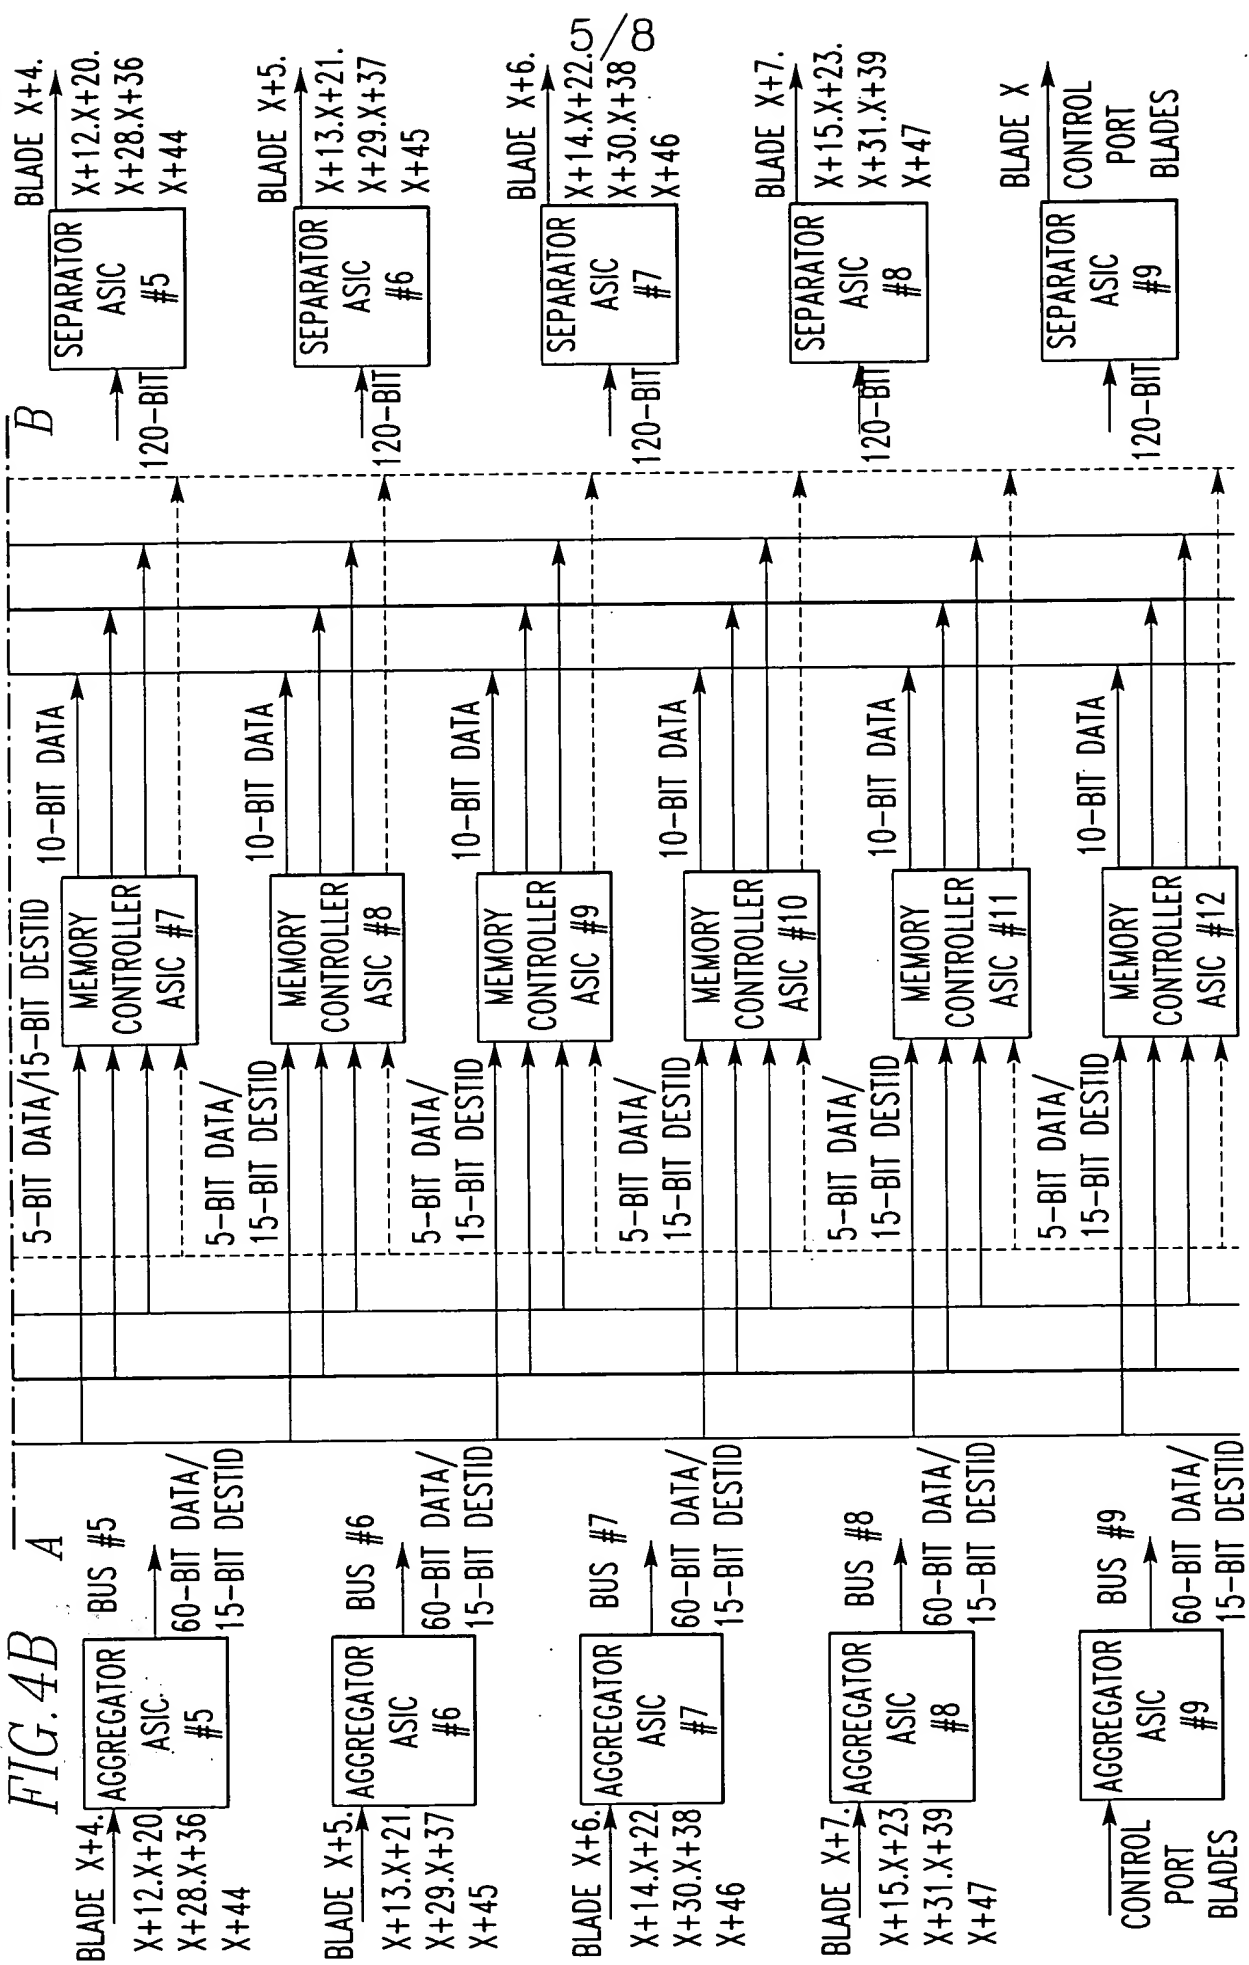 5/8
FIG.4B
A
B
BLADE X+4.
X+12.X+20.
X+28.X+36
X+44
AGGREGATOR
ASIC.
#5
BUS #5
60-BIT DATA/
15-BIT DESTID
BLADE X+5.
X+13.X+21.
X+29.X+37
X+45
AGGREGATOR
ASIC
#6
BUS #6
60-BIT DATA/
15-BIT DESTID
BLADE X+6.
X+14.X+22.
X+30.X+38
X+46
AGGREGATOR
ASIC
#7
BUS #7
60-BIT DATA/
15-BIT DESTID
BLADE X+7.
X+15.X+23.
X+31.X+39
X+47
AGGREGATOR
ASIC
#8
BUS #8
60-BIT DATA/
15-BIT DESTID
CONTROL
PORT
BLADES
AGGREGATOR
ASIC
#9
BUS #9
60-BIT DATA/
15-BIT DESTID
5-BIT DATA/15-BIT DESTID
MEMORY
CONTROLLER
ASIC #7
10-BIT DATA
5-BIT DATA/
15-BIT DESTID
MEMORY
CONTROLLER
ASIC #8
10-BIT DATA
5-BIT DATA/
15-BIT DESTID
MEMORY
CONTROLLER
ASIC #9
10-BIT DATA
5-BIT DATA/
15-BIT DESTID
MEMORY
CONTROLLER
ASIC #10
10-BIT DATA
5-BIT DATA/
15-BIT DESTID
MEMORY
CONTROLLER
ASIC #11
10-BIT DATA
5-BIT DATA/
15-BIT DESTID
MEMORY
CONTROLLER
ASIC #12
10-BIT DATA
120-BIT
SEPARATOR
ASIC
#5
BLADE X+4.
X+12.X+20.
X+28.X+36
X+44
120-BIT
SEPARATOR
ASIC
#6
BLADE X+5.
X+13.X+21.
X+29.X+37
X+45
120-BIT
SEPARATOR
ASIC
#7
BLADE X+6.
X+14.X+22.
X+30.X+38
X+46
120-BIT
SEPARATOR
ASIC
#8
BLADE X+7.
X+15.X+23.
X+31.X+39
X+47
120-BIT
SEPARATOR
ASIC
#9
BLADE X
CONTROL
PORT
BLADES